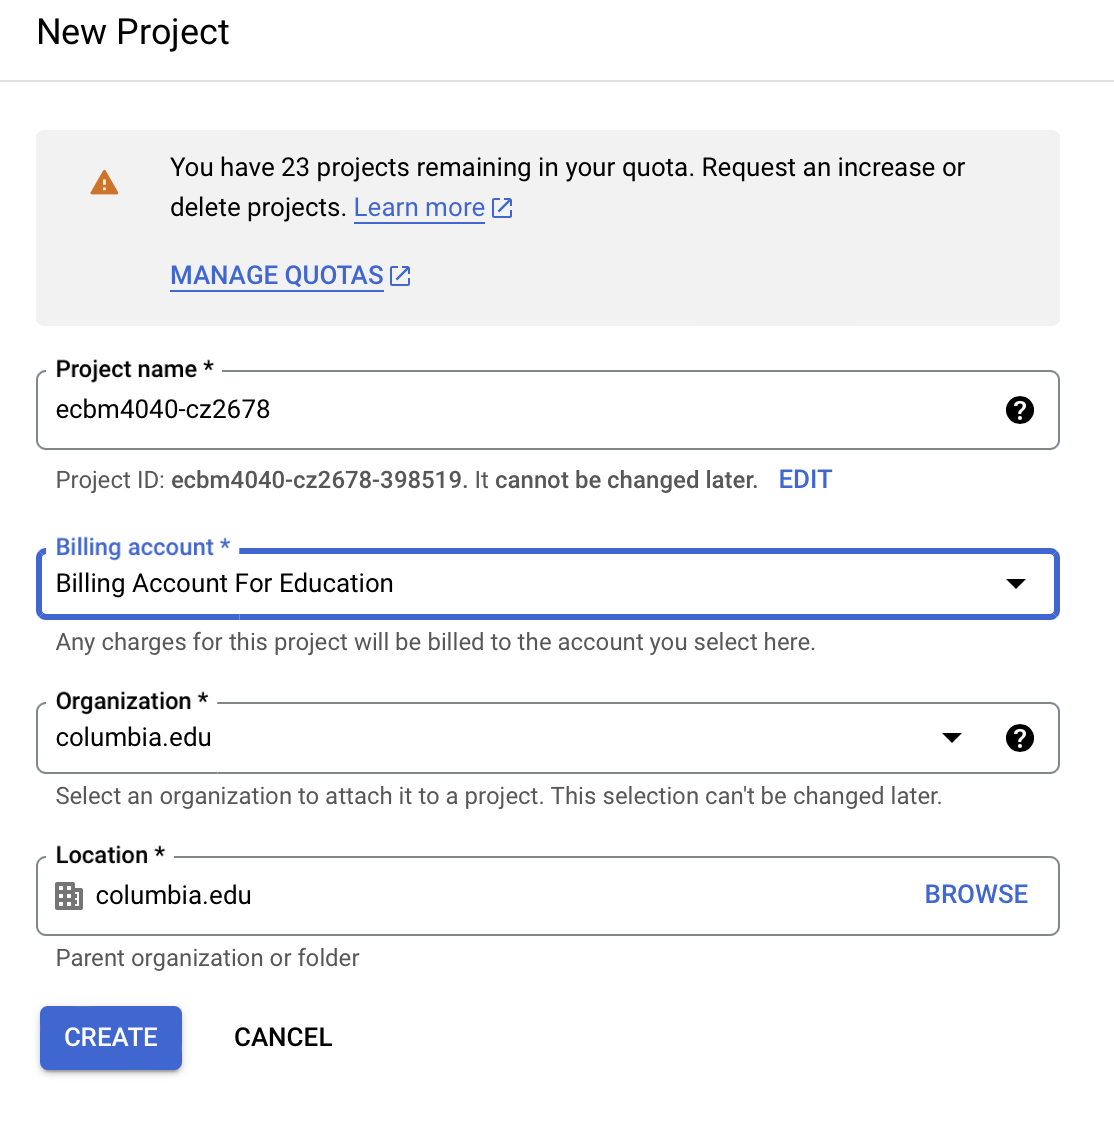 New Project
You have 23 projects remaining in your quota. Request an increase or
delete projects. Learn more
MANAGE QUOTAS
Project name *
ecbm4040-cz2678
Project ID: ecbm4040-cz2678-398519. It cannot be changed later. EDIT
Billing account *
Billing Account For Education
Any charges for this project will be billed to the account you select here.
Organization *
columbia.edu
Select an organization to attach it to a project. This selection can't be changed later.
Location *
columbia.edu BROWSE
Parent organization or folder
CREATE CANCEL